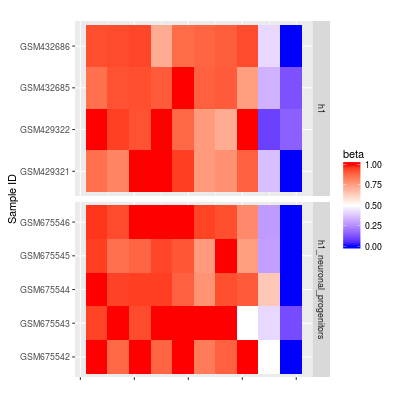 GSM432686
GSM432685
GSM429322
GSM429321
h1
GSM675546
GSM675545
GSM675544
GSM675543
GSM675542
h1_neuronal_progenitors
Sample ID
beta
1.00
0.75
0.50
0.25
0.00